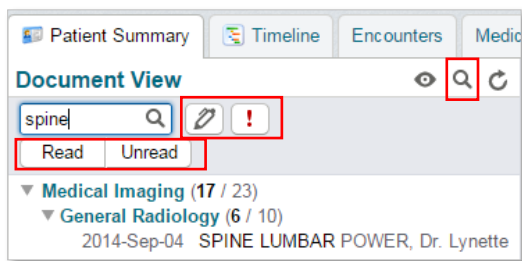 Patient Summary Timeline Encounters Medic
Document View
spine !
Read Unread
Medical Imaging (17 / 23)
General Radiology (6 / 10)
2014-Sep-04 SPINE LUMBAR POWER, Dr. Lynette